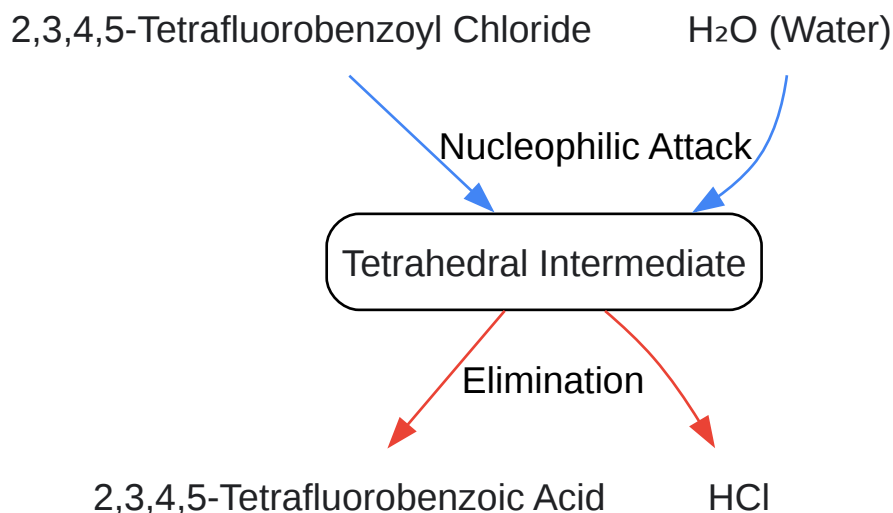 2,3,4,5-Tetrafluorobenzoyl Chloride
H₂O (Water)
Nucleophilic Attack
Tetrahedral Intermediate
Elimination
2,3,4,5-Tetrafluorobenzoic Acid
HCl